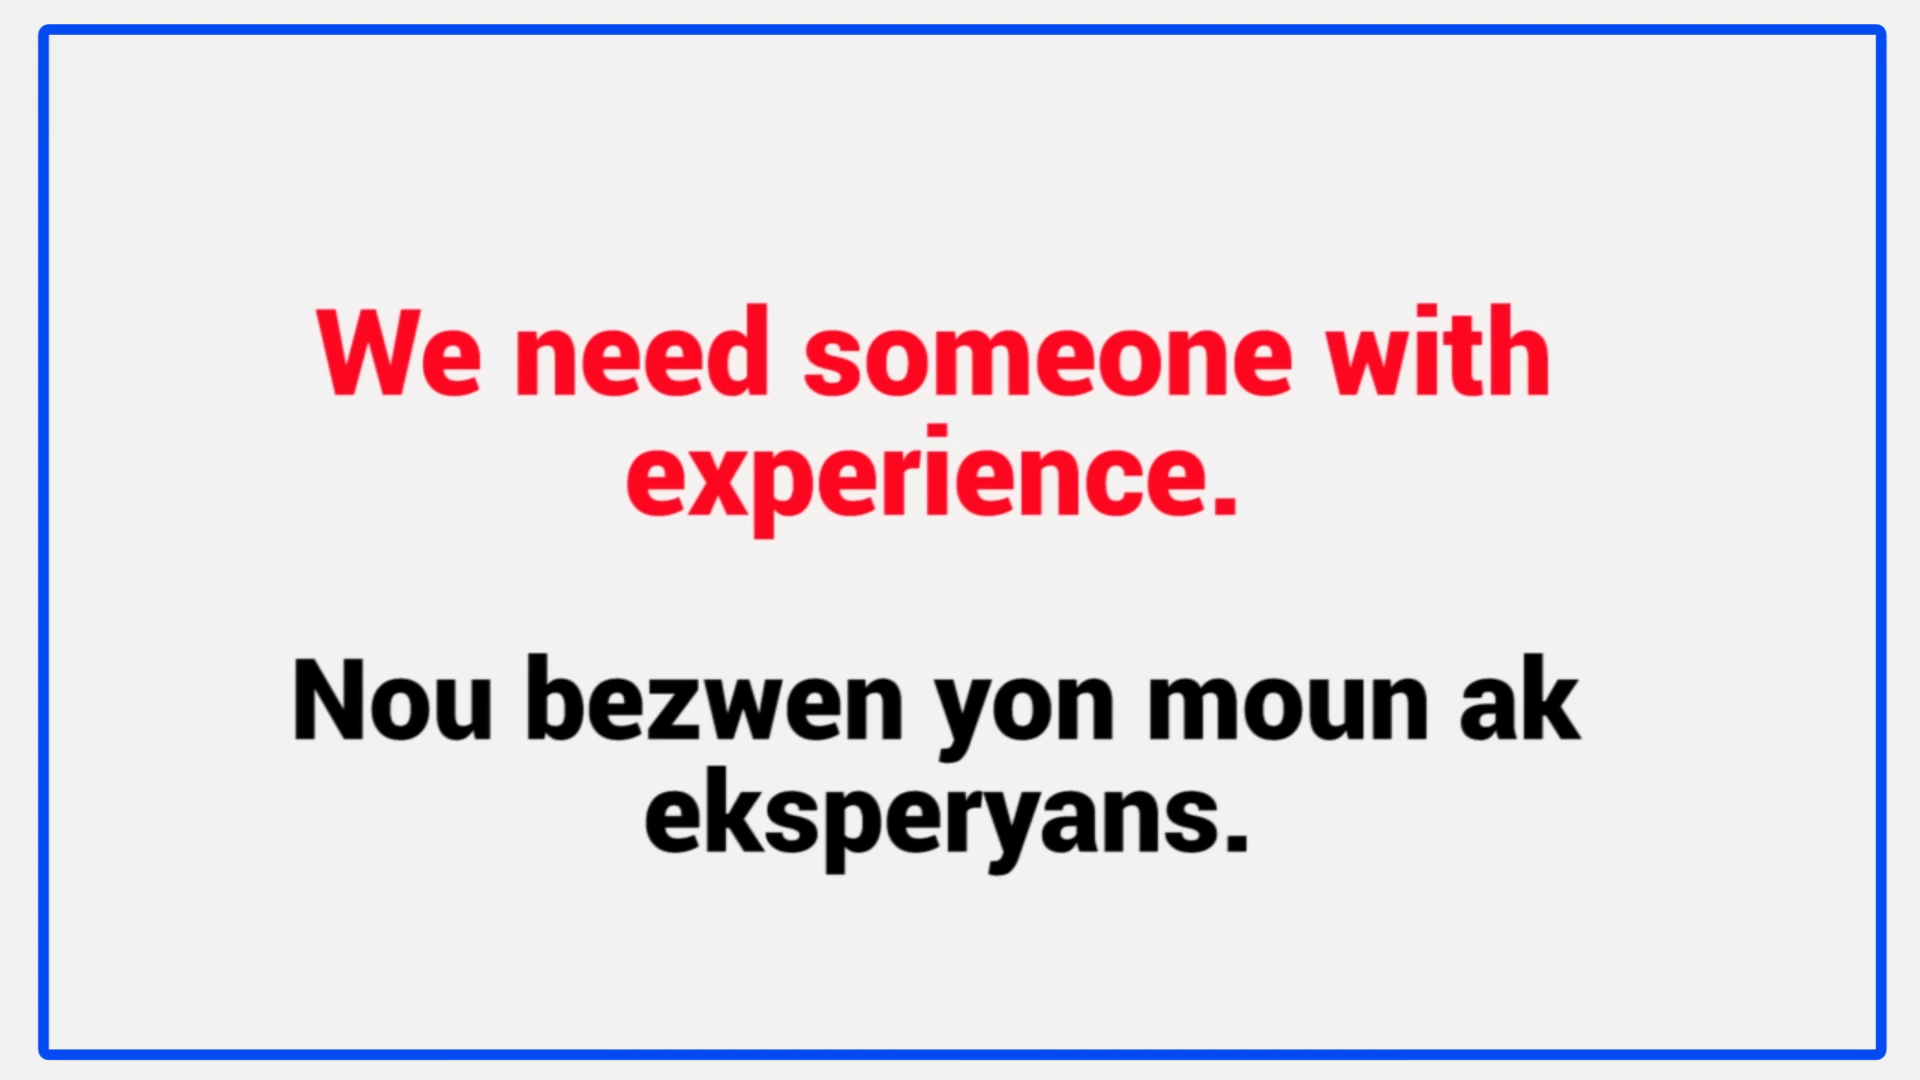 We need someone with
experience.
Nou bezwen yon moun ak
eksperyans.